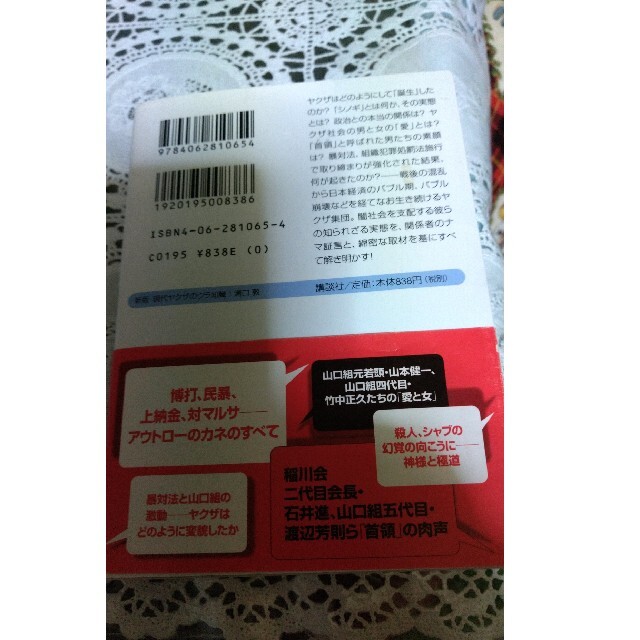 ヤクザはどのようにして「誕生」した
のか?「シノギ」とは何か、その実態
とは? 政治との本当の関係は? ヤ
クザ社会の男と女の「愛」とは?
「首領」と呼ばれた男たちの素顔
は? 暴対法、組織犯罪処罰法施行
で取り締まりが強化された結果、
何が起きたのか?——戦後の混乱
から日本経済のバブル期、バブル
崩壊などを経てなお生き続けるヤ
クザ集団。闇社会を支配する彼ら
の知られざる実態を、関係者のナ
マ証言と、綿密な取材を基にすべ
て解き明かす!
9784062810654
1920195008386
ISBN4-06-281065-4
C0195 ¥838E (0)
講談社/定価:本体838円(税別)
新版・現代ヤクザのウラ知識 溝口 敦
博打、民暴、
上納金、対マルサ——
アウトローのカネのすべて
山口組元若頭・山本健一、
山口組四代目・
竹中正久たちの「愛と女」
殺人、シャブの
幻覚の向こうに——
神様と極道
稲川会
二代目会長・
石井進、山口組五代目・
渡辺芳則ら「首領」の肉声
暴対法と山口組の
激動——ヤクザは
どのように変貌したか